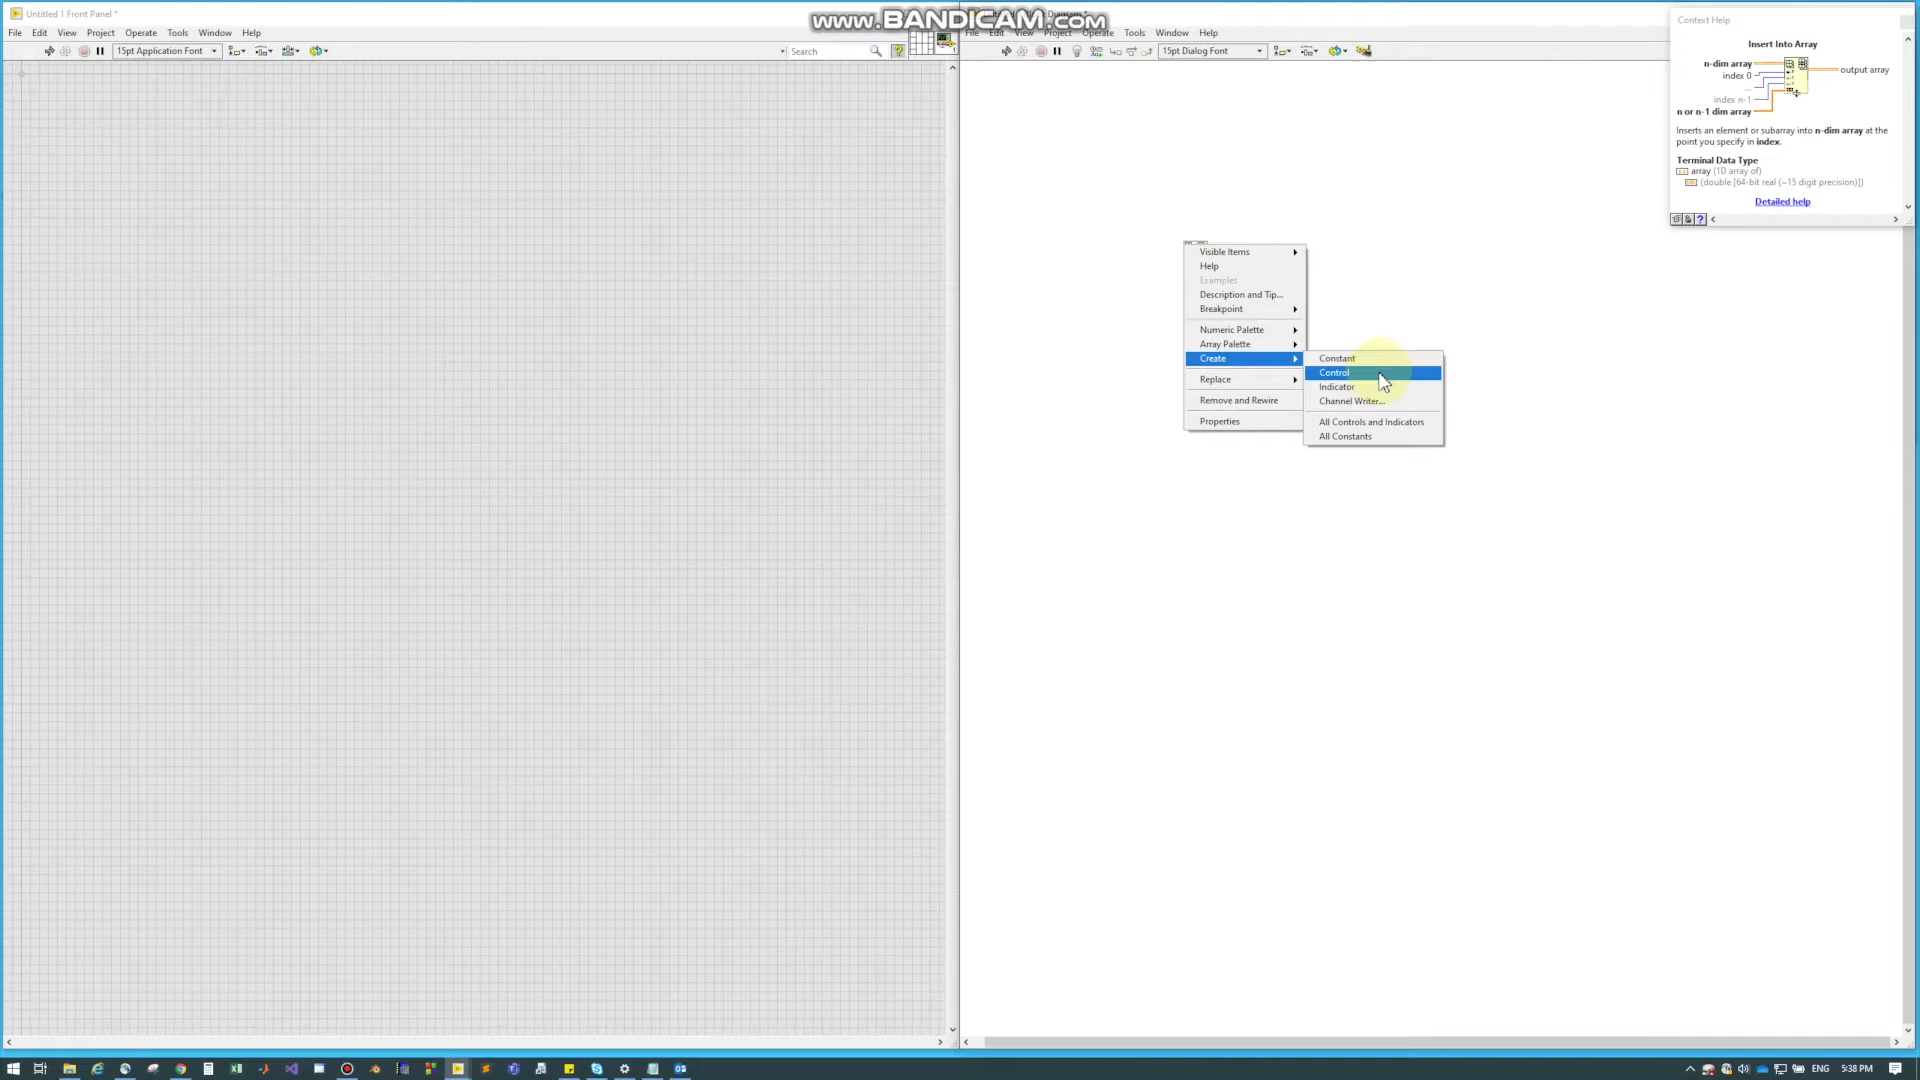 Untitled 1 Front Panel *
www.BANDICAM.com
File Edit View Project Operate Tools Window Help
15pt Application Font
Search
File Edit View Project Operate Tools Window Help
15pt Dialog Font
Context Help
Insert Into Array
n-dim array
index 0
...
index n-1
n or n-1 dim array
output array
Inserts an element or subarray into n-dim array at the
point you specify in index.
Terminal Data Type
array (1D array of)
(double [64-bit real (~15 digit precision)])
Detailed help
Visible Items
Help
Examples
Description and Tip...
Breakpoint
Numeric Palette
Array Palette
Create
Replace
Remove and Rewire
Properties
Constant
Control
Indicator
Channel Writer...
All Controls and Indicators
All Constants
ENG
5:38 PM